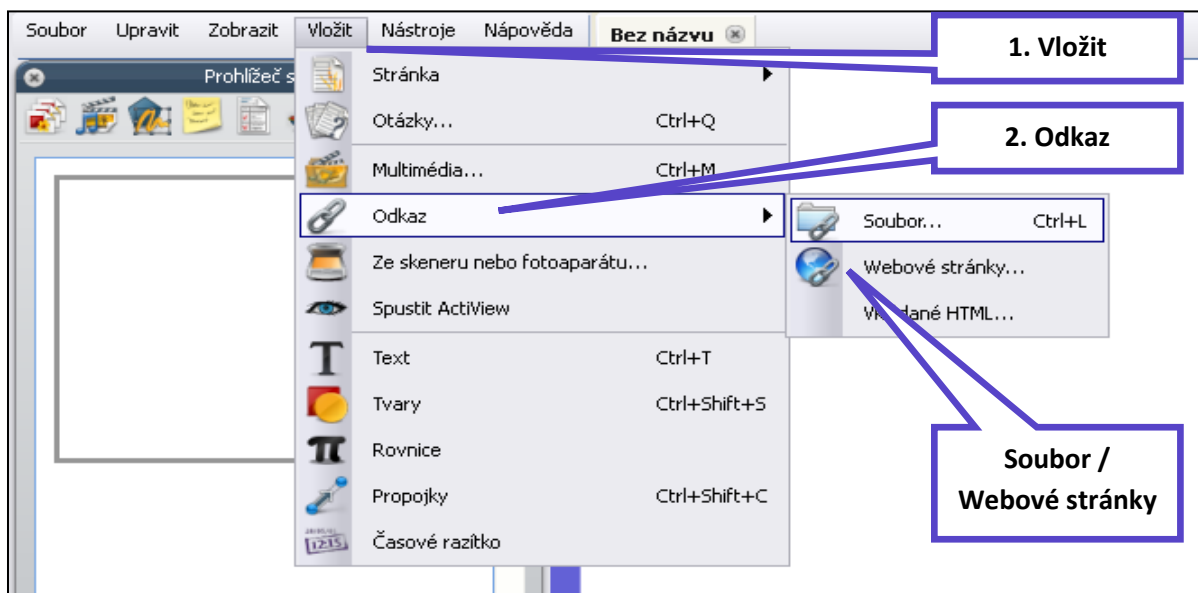 Soubor Upravit Zobrazit Vložit Nástroje Nápověda Bez názvu
1. Vložit
Prohlížeč s
Stránka
Otázky... Ctrl+Q
2. Odkaz
Multimédia... Ctrl+M
Odkaz
Soubor... Ctrl+L
Ze skeneru nebo fotoaparátu...
Webové stránky...
Spustit ActiView
HTML...
Text Ctrl+T
Tvary Ctrl+Shift+S
Rovnice
Soubor /
Webové stránky
Propojky Ctrl+Shift+C
Časové razítko